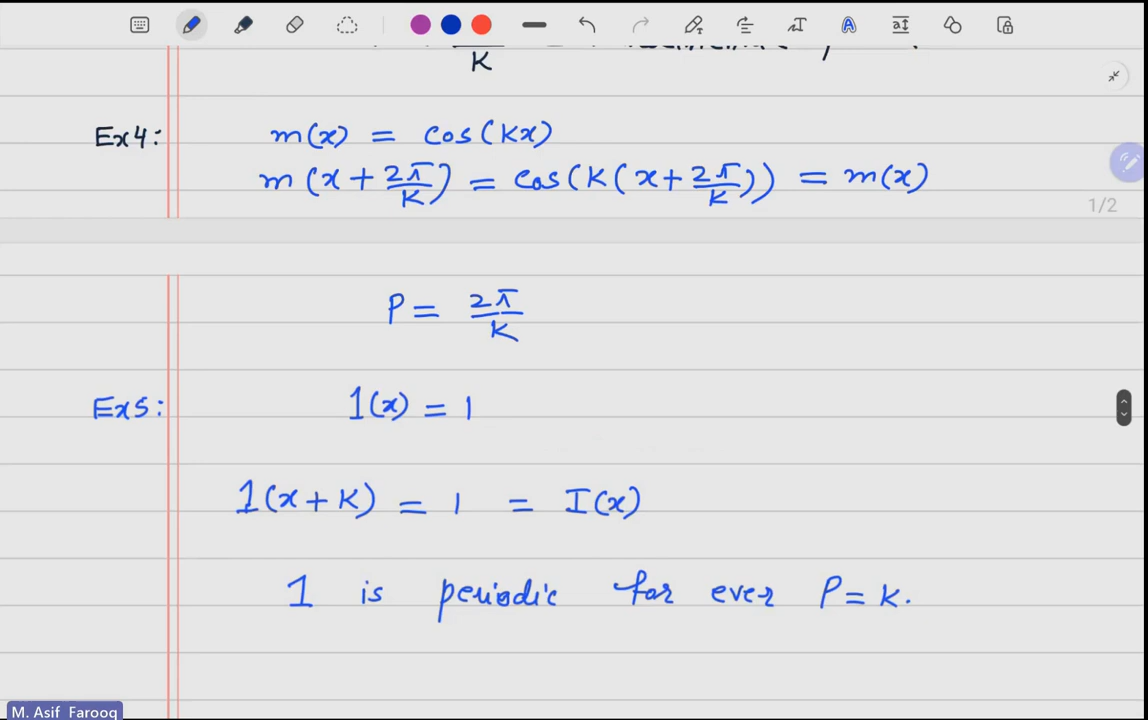 K
Ex4: m(x) = cos(Kx)
m(x + 2π/K) = cos(K(x + 2π/K)) = m(x)
1/2
P = 2π/K
Ex5: 1(x) = 1
1(x + K) = 1 = I(x)
1 is periodic for ever P = K.
M. Asif Farooq